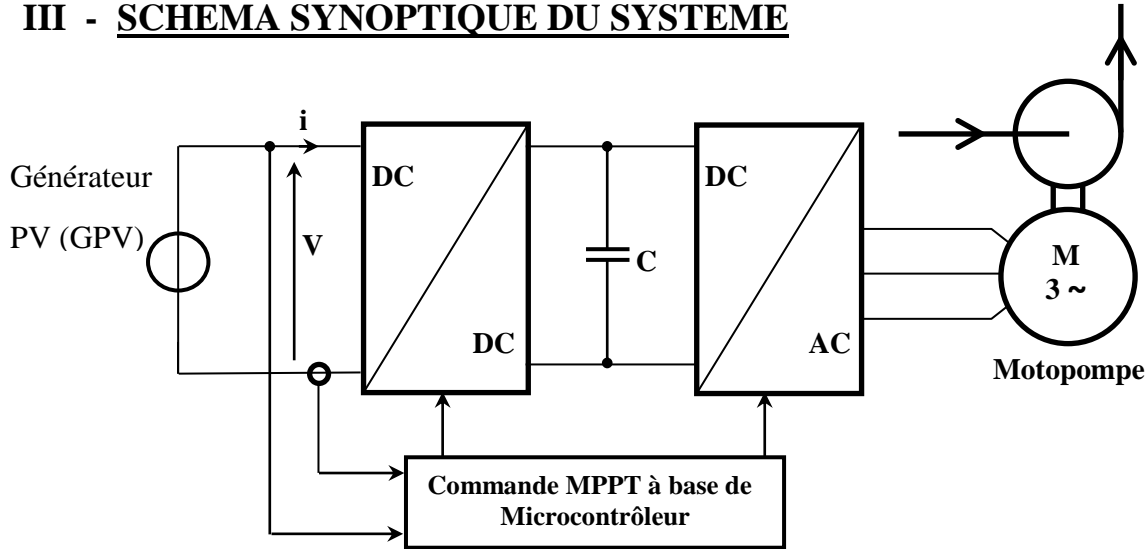 III - SCHEMA SYNOPTIQUE DU SYSTEME
i
Générateur
PV (GPV)
V
DC
DC
C
DC
AC
M
3 ~
Motopompe
Commande MPPT à base de
Microcontrôleur